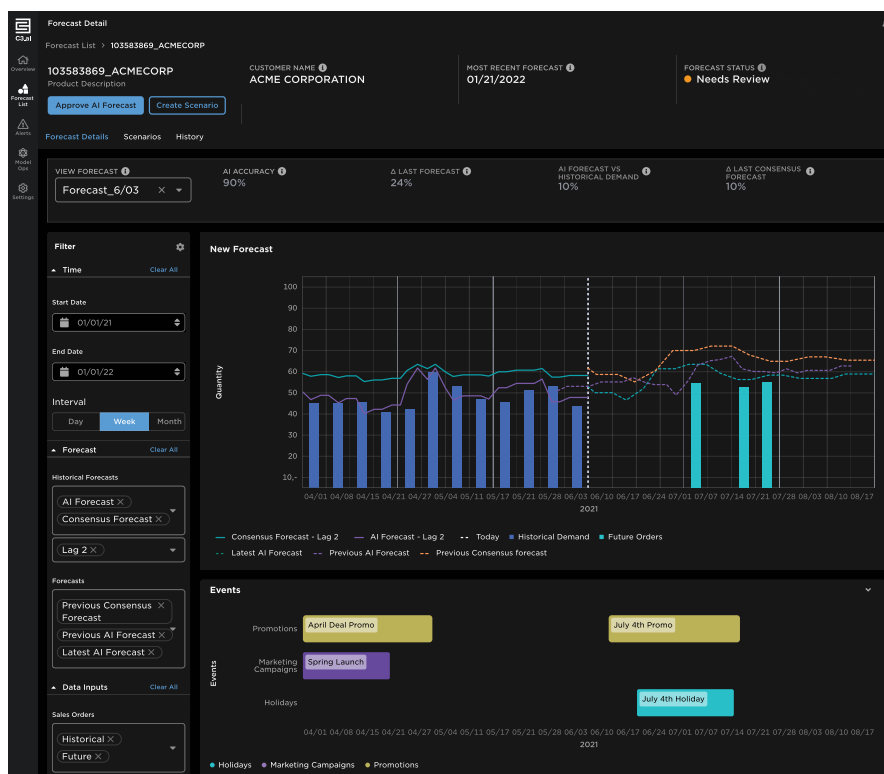 C3.ai
Overview
Forecast
List
Alerts
Model
Ops
Settings
Forecast Detail
Forecast List > 103583869_ACMECORP
103583869_ACMECORP
Product Description
Approve AI Forecast
Create Scenario
CUSTOMER NAME
ACME CORPORATION
MOST RECENT FORECAST
01/21/2022
FORECAST STATUS
Needs Review
Forecast Details Scenarios History
VIEW FORECAST
Forecast_6/03
AI ACCURACY
90%
Δ LAST FORECAST
24%
AI FORECAST VS
HISTORICAL DEMAND
10%
Δ LAST CONSENSUS
FORECAST
10%
Filter
Time Clear All
Start Date
01/01/21
End Date
01/01/22
Interval
Day Week Month
Forecast Clear All
Historical Forecasts
AI Forecast ×
Consensus Forecast ×
Lag 2 ×
Forecasts
Previous Consensus
Forecast ×
Previous AI Forecast ×
Latest AI Forecast ×
Data Inputs Clear All
Sales Orders
Historical ×
Future ×
New Forecast
Quantity
100
90
80
70
60
50
40
30
20
10,-
04/01 04/08 04/15 04/21 04/27 05/04 05/11 05/17 05/21 05/28 06/03 06/10 06/17 06/24 07/01 07/07 07/14 07/21 07/28 08/03 08/10 08/17
2021
Consensus Forecast - Lag 2 AI Forecast - Lag 2 Today Historical Demand Future Orders
Latest AI Forecast Previous AI Forecast Previous Consensus forecast
Events
Events
Promotions
April Deal Promo
July 4th Promo
Marketing
Campaigns
Spring Launch
Holidays
July 4th Holiday
04/01 04/08 04/15 04/21 04/27 05/04 05/11 05/17 05/21 05/28 06/03 06/10 06/17 06/24 07/01 07/07 07/14 07/21 07/28 08/03 08/10 08/17
2021
Holidays Marketing Campaigns Promotions